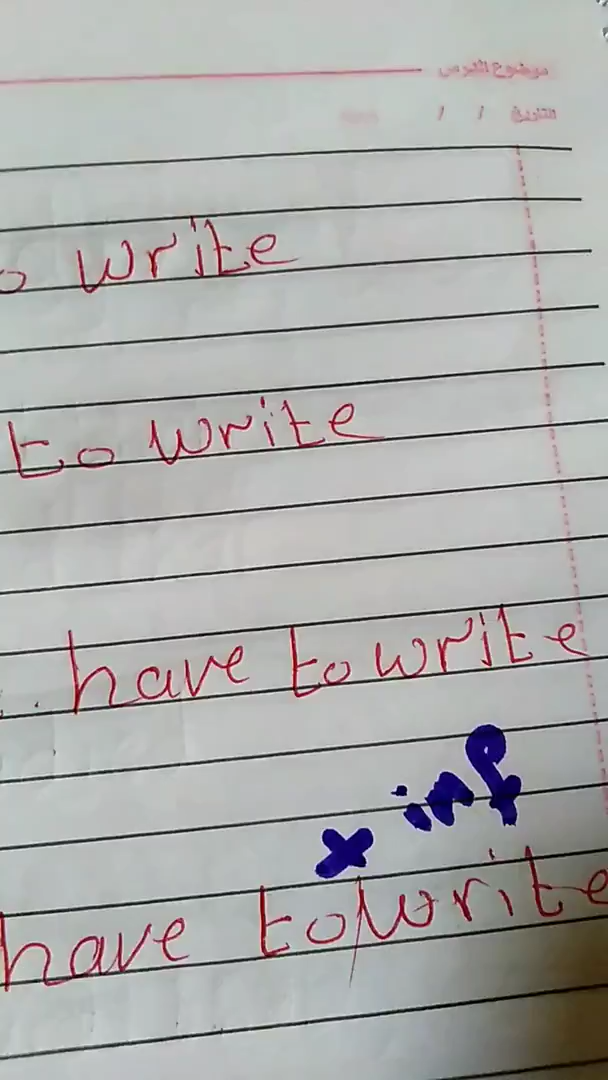 موضوع الدرس
التاريخ / /
o write
to write
.. have to write
x inf
have to/write